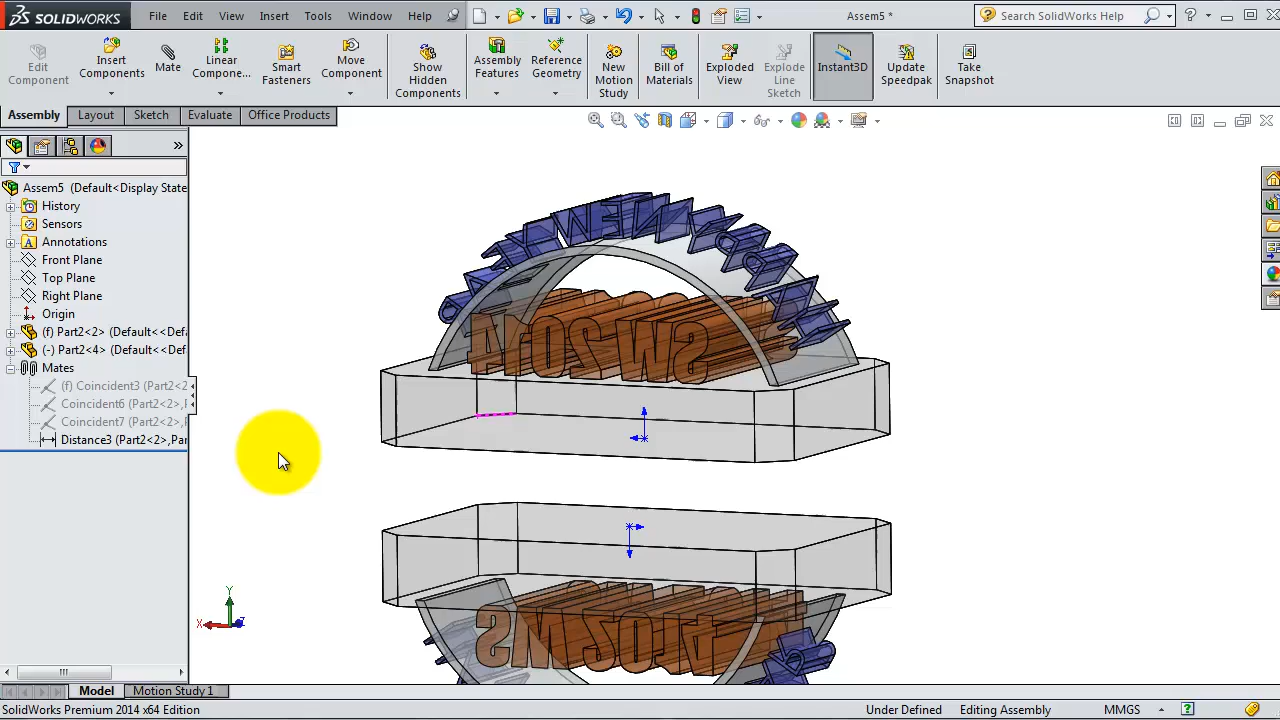 SOLIDWORKS
File Edit View Insert Tools Window Help
Assem5 *
Search SolidWorks Help
Edit Component
Insert Components
Mate
Linear Compone...
Smart Fasteners
Move Component
Show Hidden Components
Assembly Features
Reference Geometry
New Motion Study
Bill of Materials
Exploded View
Explode Line Sketch
Instant3D
Update Speedpak
Take Snapshot
Assembly Layout Sketch Evaluate Office Products
Assem5 (Default<Display State
History
Sensors
Annotations
Front Plane
Top Plane
Right Plane
Origin
(f) Part2<2> (Default<<Def
(-) Part2<4> (Default<<Def
Mates
(f) Coincident3 (Part2<2
Coincident6 (Part2<2>,P
Coincident7 (Part2<2>,P
Distance3 (Part2<2>,Par
Y
X
Z
Model Motion Study 1
SolidWorks Premium 2014 x64 Edition
Under Defined
Editing Assembly
MMGS